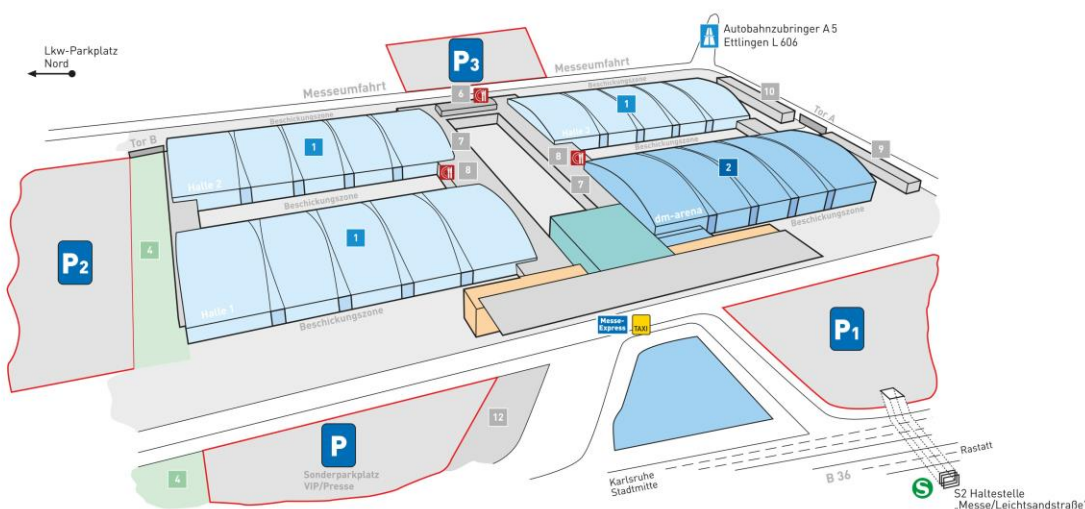 Autobahnzubringer A 5
Ettlingen L 606
Lkw-Parkplatz
Nord
P3
Messeumfahrt
Messeumfahrt
6
Beschickungszone
10
1
Tor A
Beschickungszone
Halle 3
Tor B
1
7
Beschickungszone
9
8
8
2
7
Halle 2
Beschickungszone
dm-arena
Beschickungszone
4
1
P2
Halle 1
Beschickungszone
Messe-
Express
TAXI
P1
12
P
Sonderparkplatz
ViP/Presse
4
Karlsruhe
Stadtmitte
B 36
Rastatt
S
S2 Haltestelle
„Messe/Leichtsandstraße“